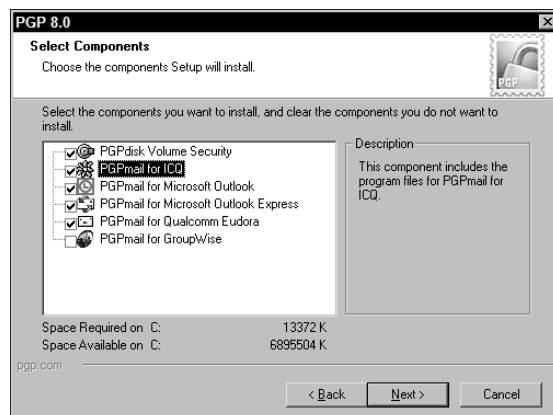 PGP 8.0
Select Components
Choose the components Setup will install.
PGP
Select the components you want to install, and clear the components you do not want to
install.
PGPdisk Volume Security
PGPmail for ICQ
PGPmail for Microsoft Outlook
PGPmail for Microsoft Outlook Express
PGPmail for Qualcomm Eudora
PGPmail for GroupWise
Description
This component includes the
program files for PGPmail for
ICQ.
Space Required on C: 13372 K
Space Available on C: 6895504 K
pgp.com
< Back
Next >
Cancel